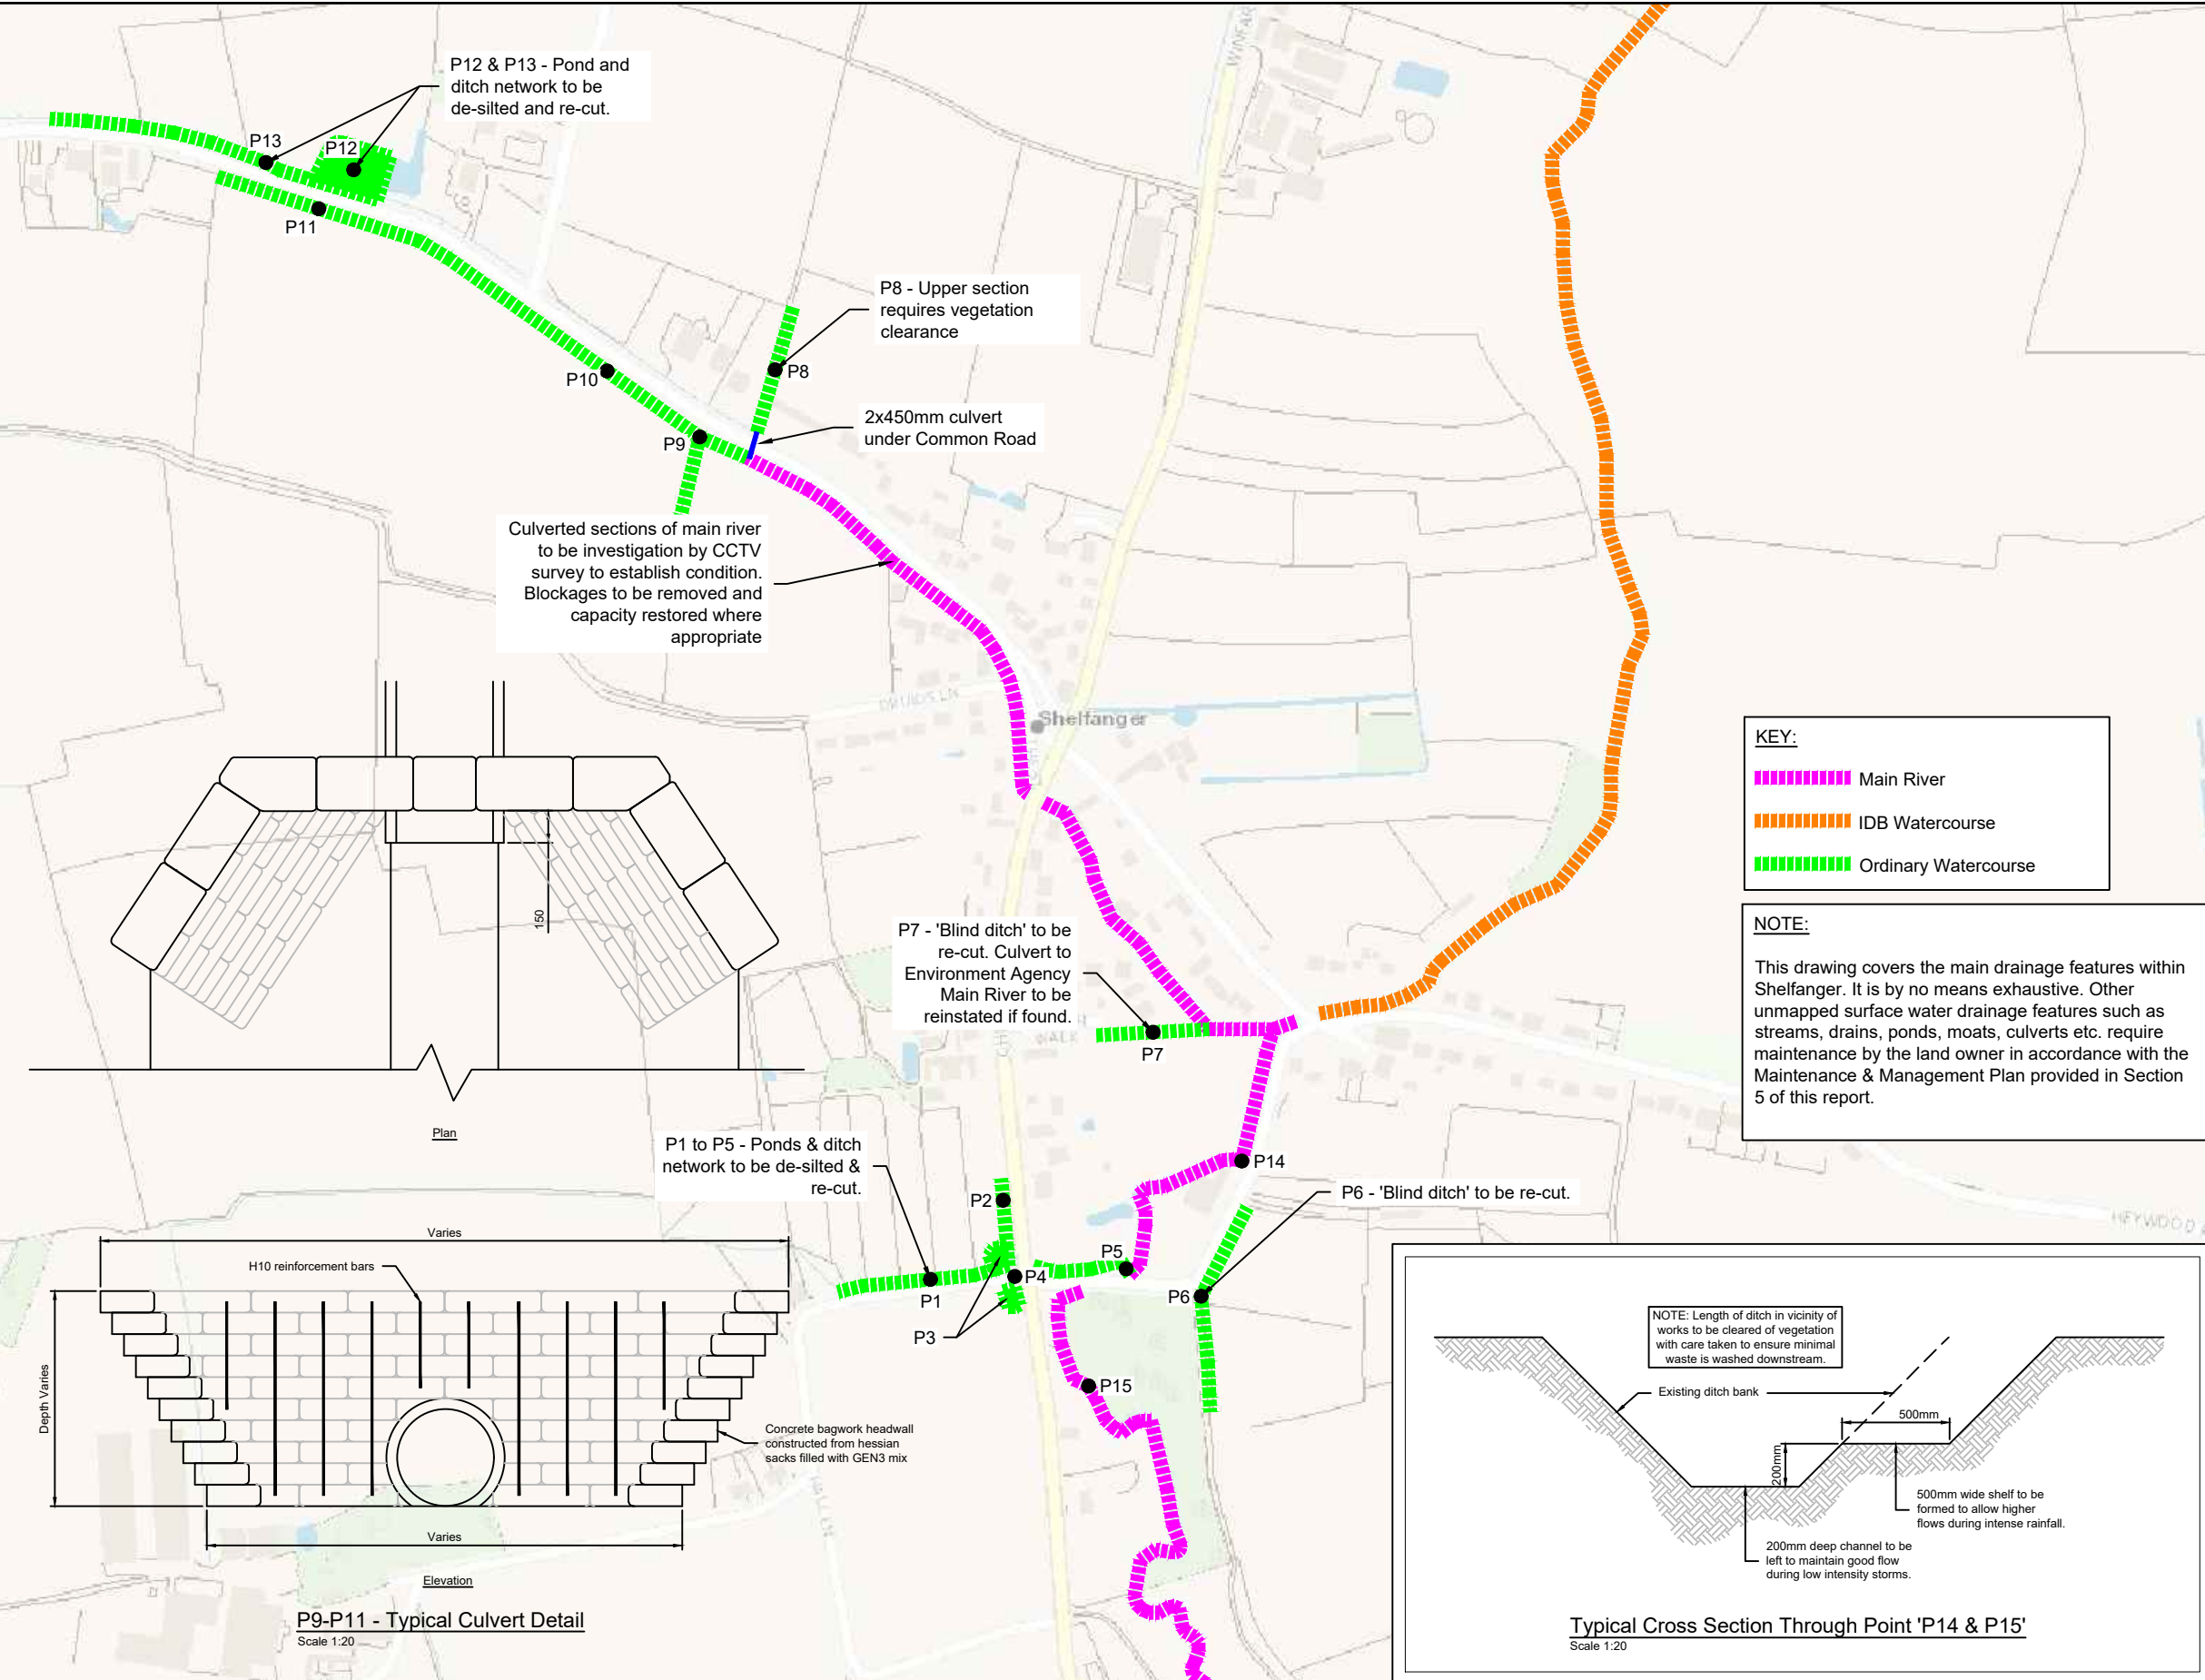 P12 & P13 - Pond and
ditch network to be
de-silted and re-cut.
P13
P12
P11
P8 - Upper section
requires vegetation
clearance
P10
P8
2x450mm culvert
under Common Road
P9
Culverted sections of main river
to be investigation by CCTV
survey to establish condition.
Blockages to be removed and
capacity restored where
appropriate
DRUIDS LN
Shelfanger
KEY:
Main River
IDB Watercourse
Ordinary Watercourse
NOTE:
This drawing covers the main drainage features within
Shelfanger. It is by no means exhaustive. Other
unmapped surface water drainage features such as
streams, drains, ponds, moats, culverts etc. require
maintenance by the land owner in accordance with the
Maintenance & Management Plan provided in Section
5 of this report.
150
Plan
P7 - 'Blind ditch' to be
re-cut. Culvert to
Environment Agency
Main River to be
reinstated if found.
WALK
P7
P1 to P5 - Ponds & ditch
network to be de-silted &
re-cut.
P14
P2
P6 - 'Blind ditch' to be re-cut.
HEYWOOD
P5
P4
P1
P6
P3
P15
Varies
H10 reinforcement bars
Depth Varies
Concrete bagwork headwall
constructed from hessian
sacks filled with GEN3 mix
Varies
Elevation
P9-P11 - Typical Culvert Detail
Scale 1:20
NOTE: Length of ditch in vicinity of
works to be cleared of vegetation
with care taken to ensure minimal
waste is washed downstream.
Existing ditch bank
500mm
200mm
500mm wide shelf to be
formed to allow higher
flows during intense rainfall.
200mm deep channel to be
left to maintain good flow
during low intensity storms.
Typical Cross Section Through Point 'P14 & P15'
Scale 1:20